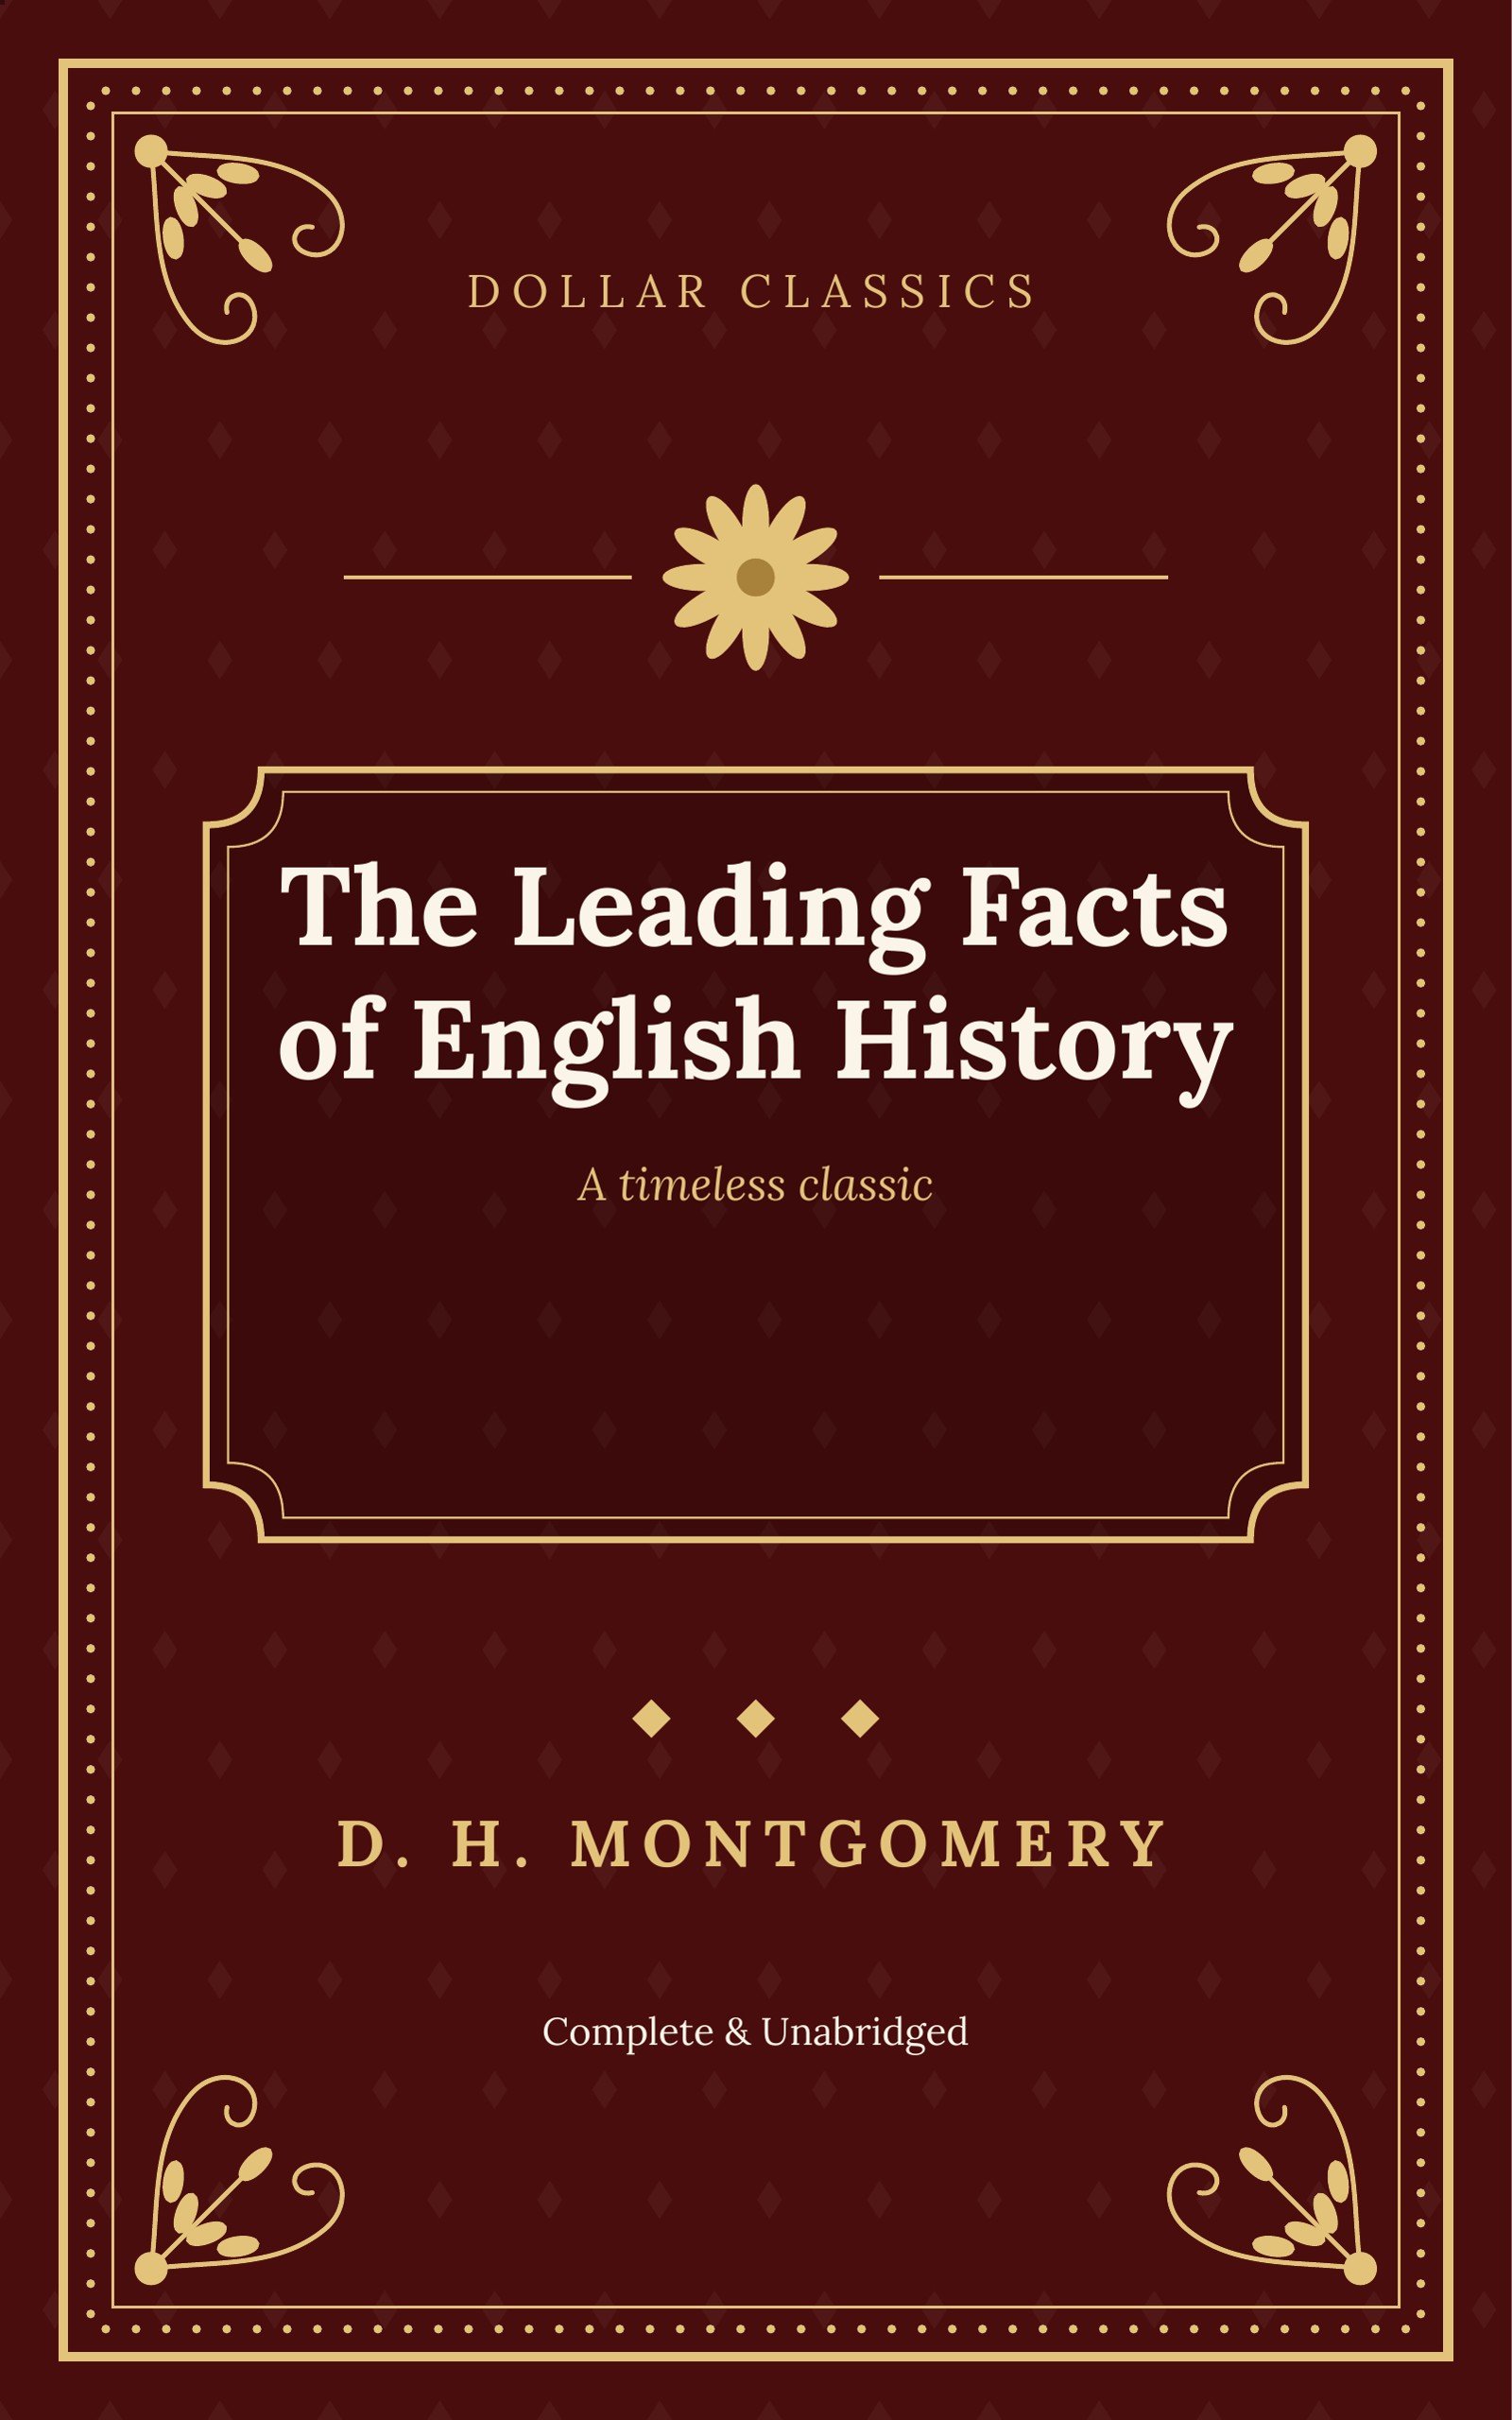 DOLLAR CLASSICS
The Leading Facts
of English History
A timeless classic
D. H. MONTGOMERY
Complete & Unabridged